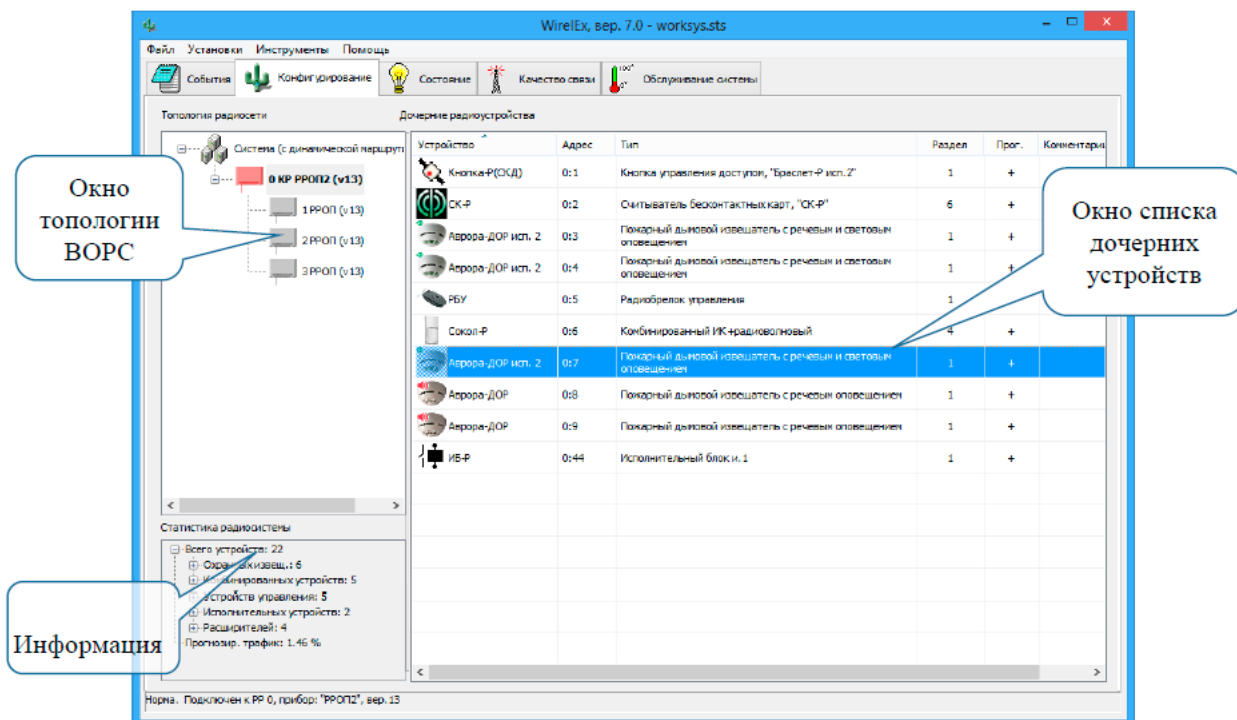 WirelEx, вер. 7.0 - worksys.sts
Файл Установки Инструменты Помощь
События Конфигурирование Состояние Качество связи Обслуживание системы
Топология радиосети
Дочерние радиоустройства
Система (с динамической маршрути
0 КР РРОП2 (v13)
1 РРОП (v13)
2 РРОП (v13)
3 РРОП (v13)
Окно
топологии
ВОРС
Устройство Адрес Тип Раздел Прог. Комментарий
Кнопка-Р(СКД) 0:1 Кнопка управления доступом, "Браслет-Р исп.2" 1 +
СК-Р 0:2 Считыватель бесконтактных карт, "СК-Р" 6 +
Аврора-ДОР исп. 2 0:3 Пожарный дымовой извещатель с речевым и световым оповещением 1 +
Аврора-ДОР исп. 2 0:4 Пожарный дымовой извещатель с речевым и световым оповещением 1 +
РБУ 0:5 Радиобрелок управления 1
Сокол-Р 0:6 Комбинированный ИК+радиоволновый 4 +
Аврора-ДОР исп. 2 0:7 Пожарный дымовой извещатель с речевым и световым оповещением 1 +
Аврора-ДОР 0:8 Пожарный дымовой извещатель с речевым оповещением 1 +
Аврора-ДОР 0:9 Пожарный дымовой извещатель с речевым оповещением 1 +
ИБ-Р 0:44 Исполнительный блок и. 1 1 +
Окно списка
дочерних
устройств
Статистика радиосистемы
Всего устройств: 22
Охранных извещ.: 6
Комбинированных устройств: 5
Устройств управления: 5
Исполнительных устройств: 2
Расширителей: 4
Прогнозир. трафик: 1.46 %
Информация
Норма. Подключен к РР 0, прибор: "РРОП2", вер. 13